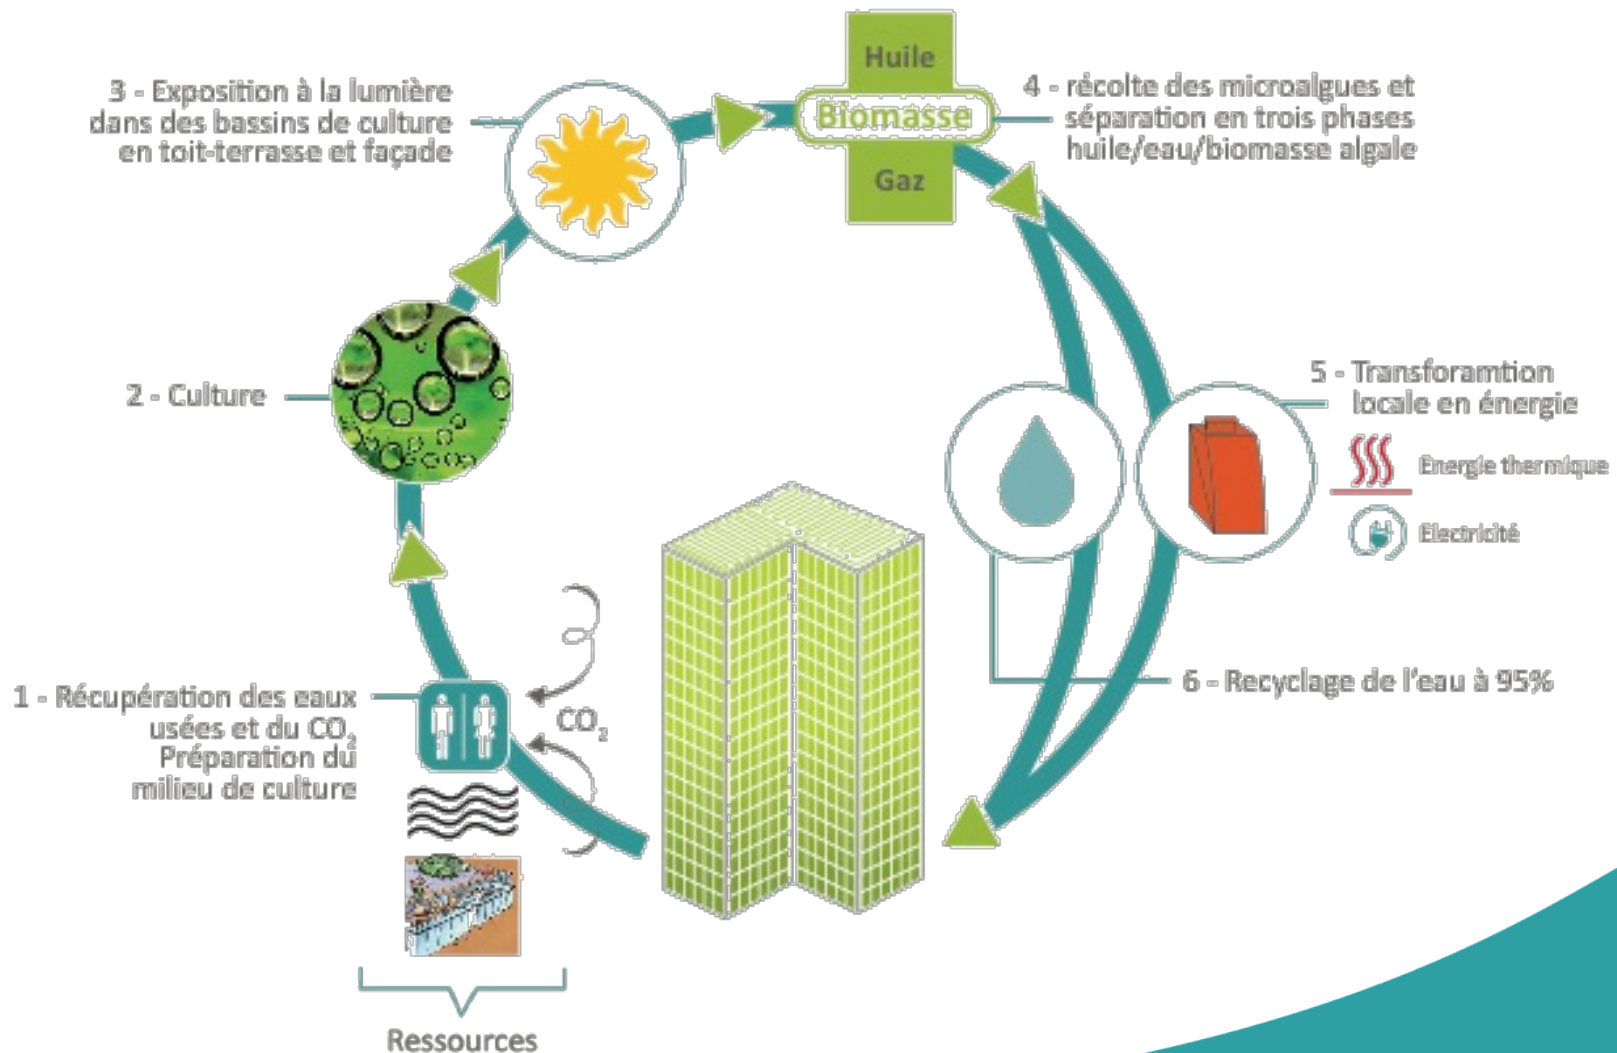 3 - Exposition à la lumière
dans des bassins de culture
en toit-terrasse et façade
Huile
Biomasse
Gaz
4 - récolte des microalgues et
séparation en trois phases
huile/eau/biomasse algale
2 - Culture
5 - Transforamtion
locale en énergie
Energie thermique
Electricité
1 - Récupération des eaux
usées et du CO₂
Préparation du
milieu de culture
CO₂
6 - Recyclage de l'eau à 95%
Ressources